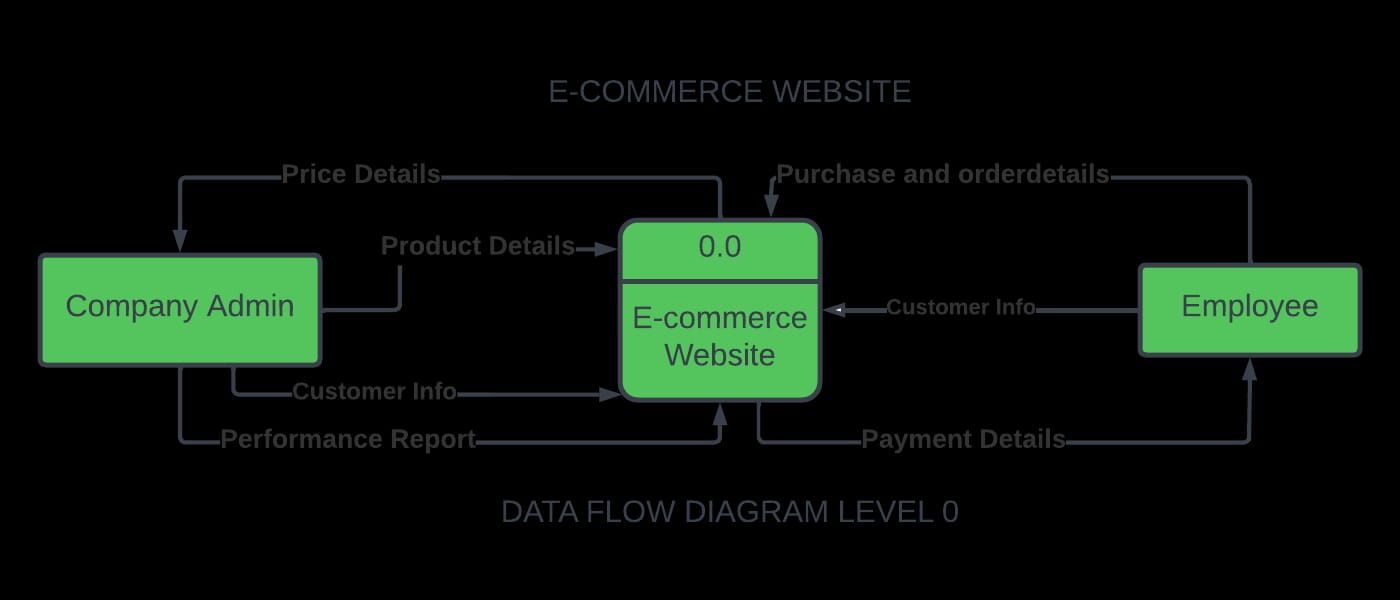 E-COMMERCE WEBSITE
Price Details
Purchase and orderdetails
Product Details
0.0
Company Admin
E-commerce
Website
Customer Info
Employee
Customer Info
Performance Report
Payment Details
DATA FLOW DIAGRAM LEVEL 0